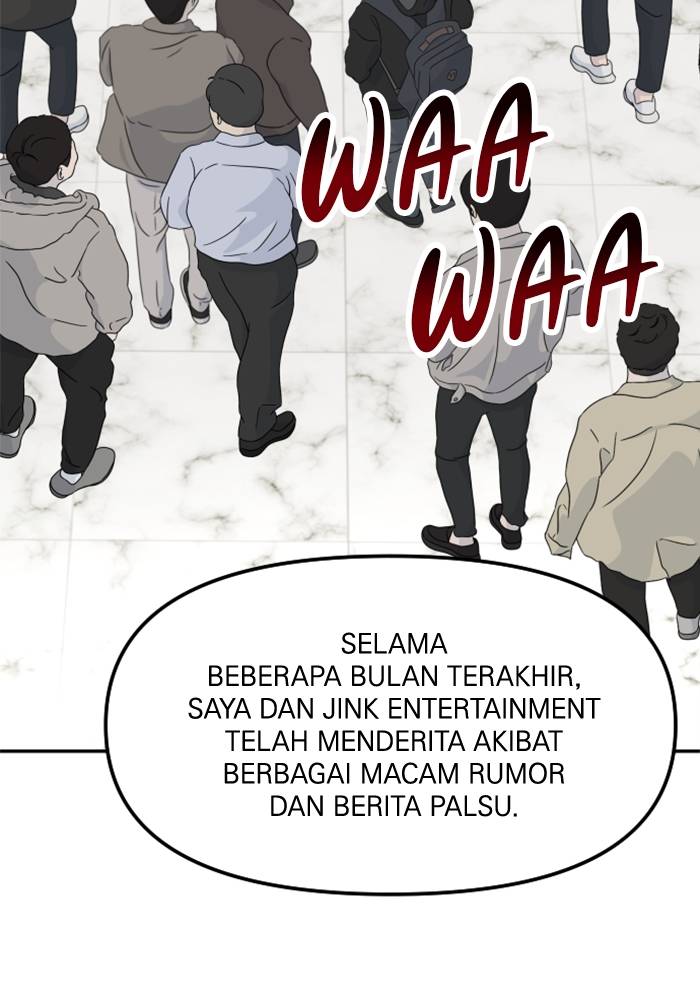 WAA
WAA
SELAMA
BEBERAPA BULAN TERAKHIR,
SAYA DAN JINK ENTERTAINMENT
TELAH MENDERITA AKIBAT
BERBAGAI MACAM RUMOR
DAN BERITA PALSU.